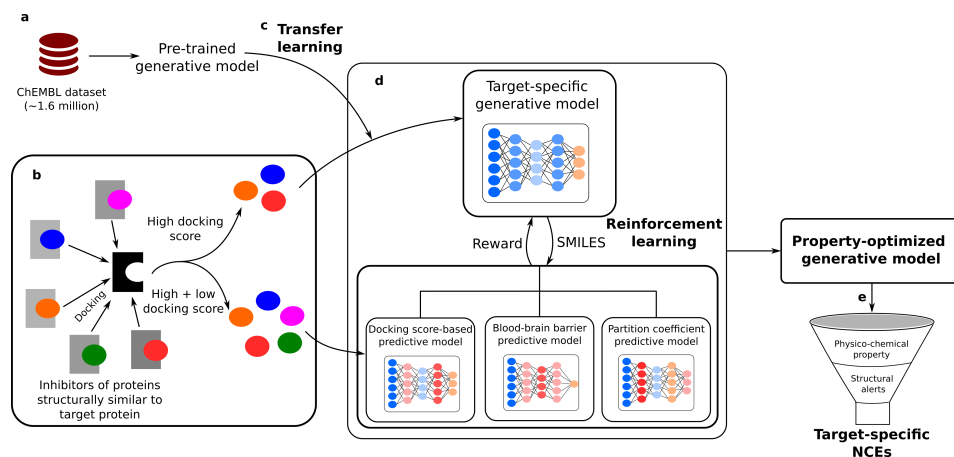 a
ChEMBL dataset
(~1.6 million)
Pre-trained
generative model
c
Transfer
learning
b
High docking
score
Docking
High + low
docking score
Inhibitors of proteins
structurally similar to
target protein
d
Target-specific
generative model
Reward
SMILES
Reinforcement
learning
Docking score-based
predictive model
Blood-brain barrier
predictive model
Partition coefficient
predictive model
Property-optimized
generative model
e
Physico-chemical
property
Structural
alerts
Target-specific
NCEs